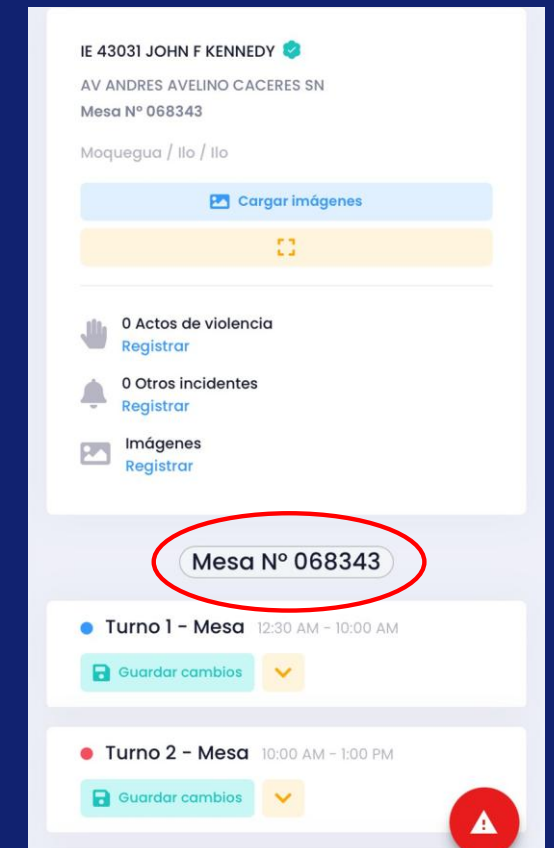 IE 43031 JOHN F KENNEDY
AV ANDRES AVELINO CACERES SN
Mesa Nº 068343
Moquegua / Ilo / Ilo
Cargar imágenes
0 Actos de violencia
Registrar
0 Otros incidentes
Registrar
Imágenes
Registrar
Mesa Nº 068343
Turno 1 - Mesa 12:30 AM - 10:00 AM
Guardar cambios
Turno 2 - Mesa 10:00 AM - 1:00 PM
Guardar cambios